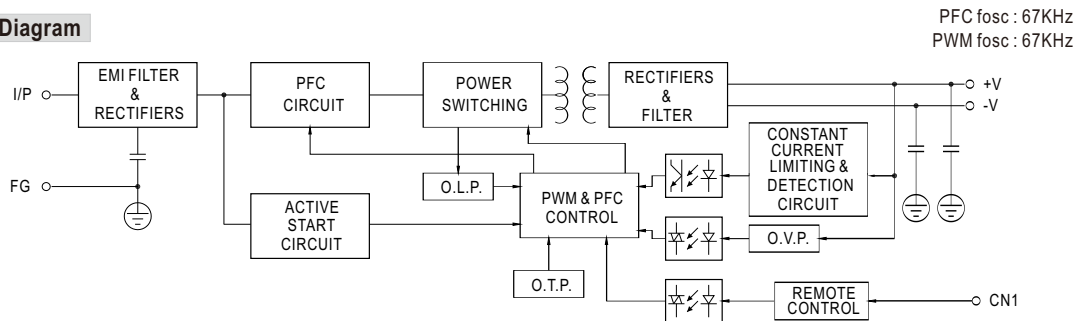 Diagram
PFC fosc : 67KHz
PWM fosc : 67KHz
I/P
EMI FILTER
&
RECTIFIERS
PFC
CIRCUIT
POWER
SWITCHING
RECTIFIERS
&
FILTER
+V
-V
CONSTANT
CURRENT
LIMITING &
DETECTION
CIRCUIT
FG
O.L.P.
PWM & PFC
CONTROL
ACTIVE
START
CIRCUIT
O.V.P.
O.T.P.
REMOTE
CONTROL
CN1